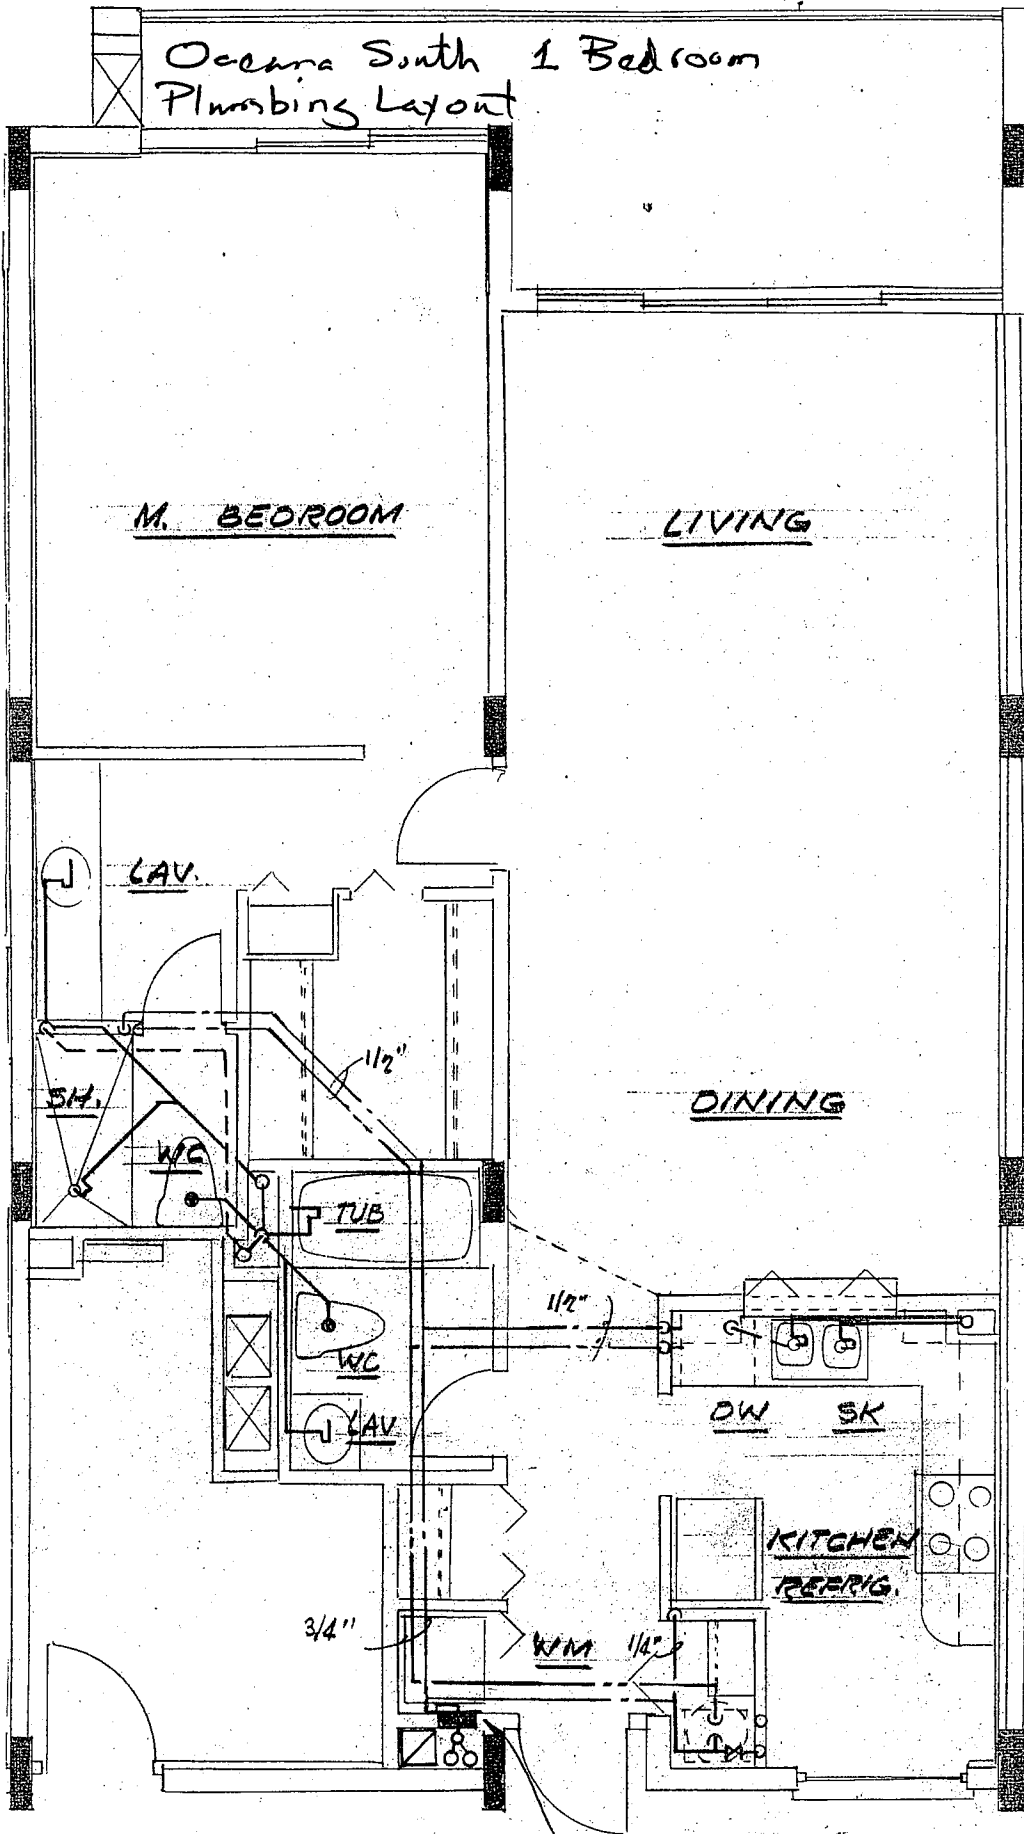 Oceana South 1 Bedroom
Plumbing Layout
M. BEDROOM
LIVING
LAV.
1/2"
SH.
DINING
WC
TUB
1/2"
WC
DW SK
LAV
KITCHEN
REFRIG.
3/4"
WM
1/4"